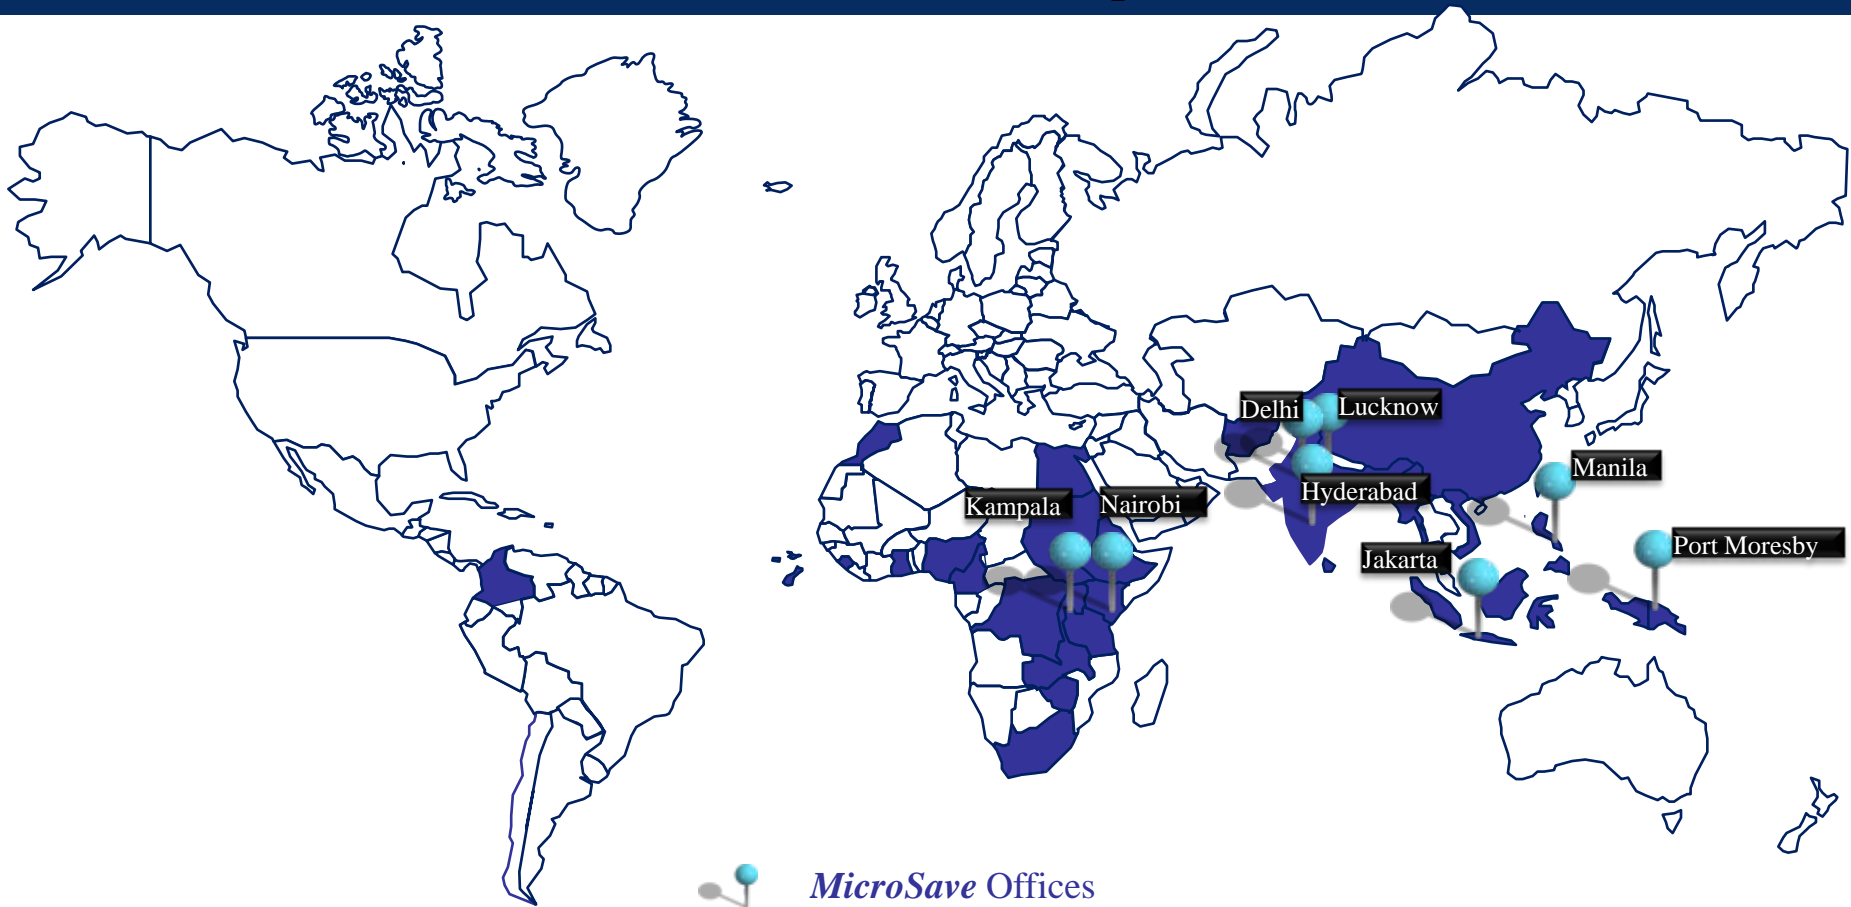 Delhi
Lucknow
Manila
Hyderabad
Kampala
Nairobi
Port Moresby
Jakarta
MicroSave Offices